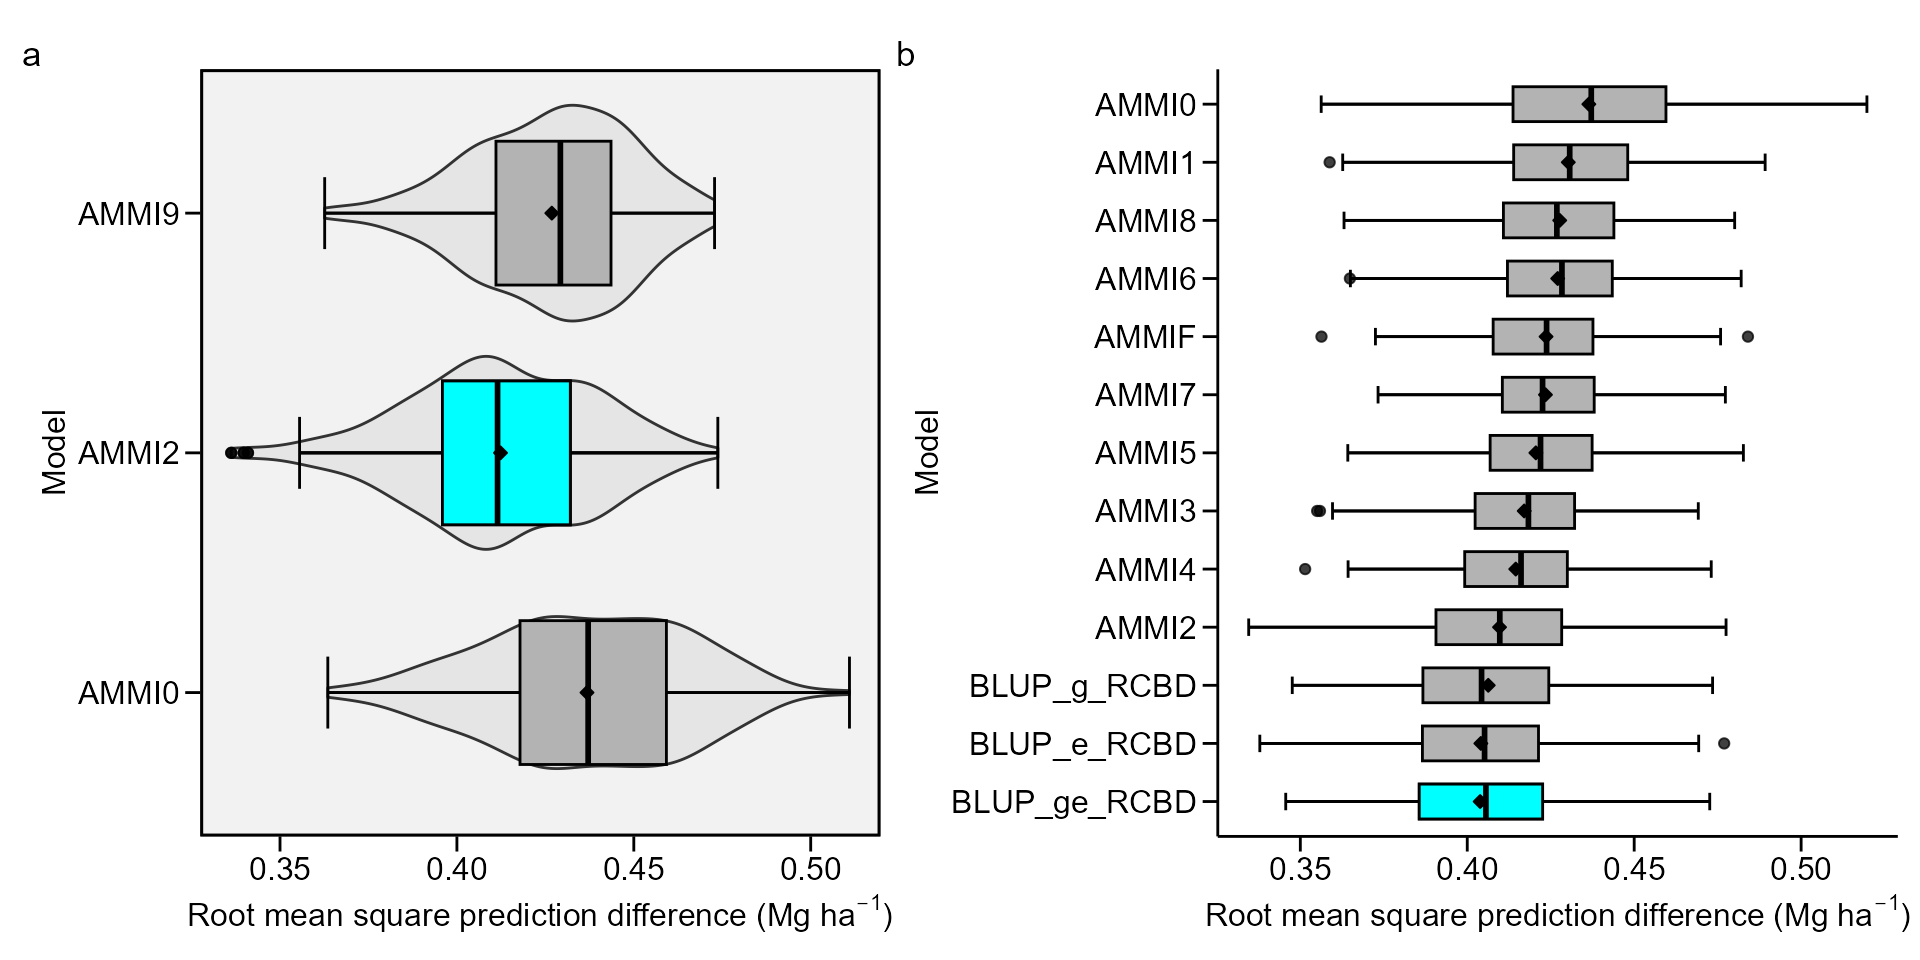 a
Model
AMMI9
AMMI2
AMMI0
0.35 0.40 0.45 0.50
Root mean square prediction difference (Mg ha⁻¹)
b
Model
AMMI0
AMMI1
AMMI8
AMMI6
AMMIF
AMMI7
AMMI5
AMMI3
AMMI4
AMMI2
BLUP_g_RCBD
BLUP_e_RCBD
BLUP_ge_RCBD
0.35 0.40 0.45 0.50
Root mean square prediction difference (Mg ha⁻¹)